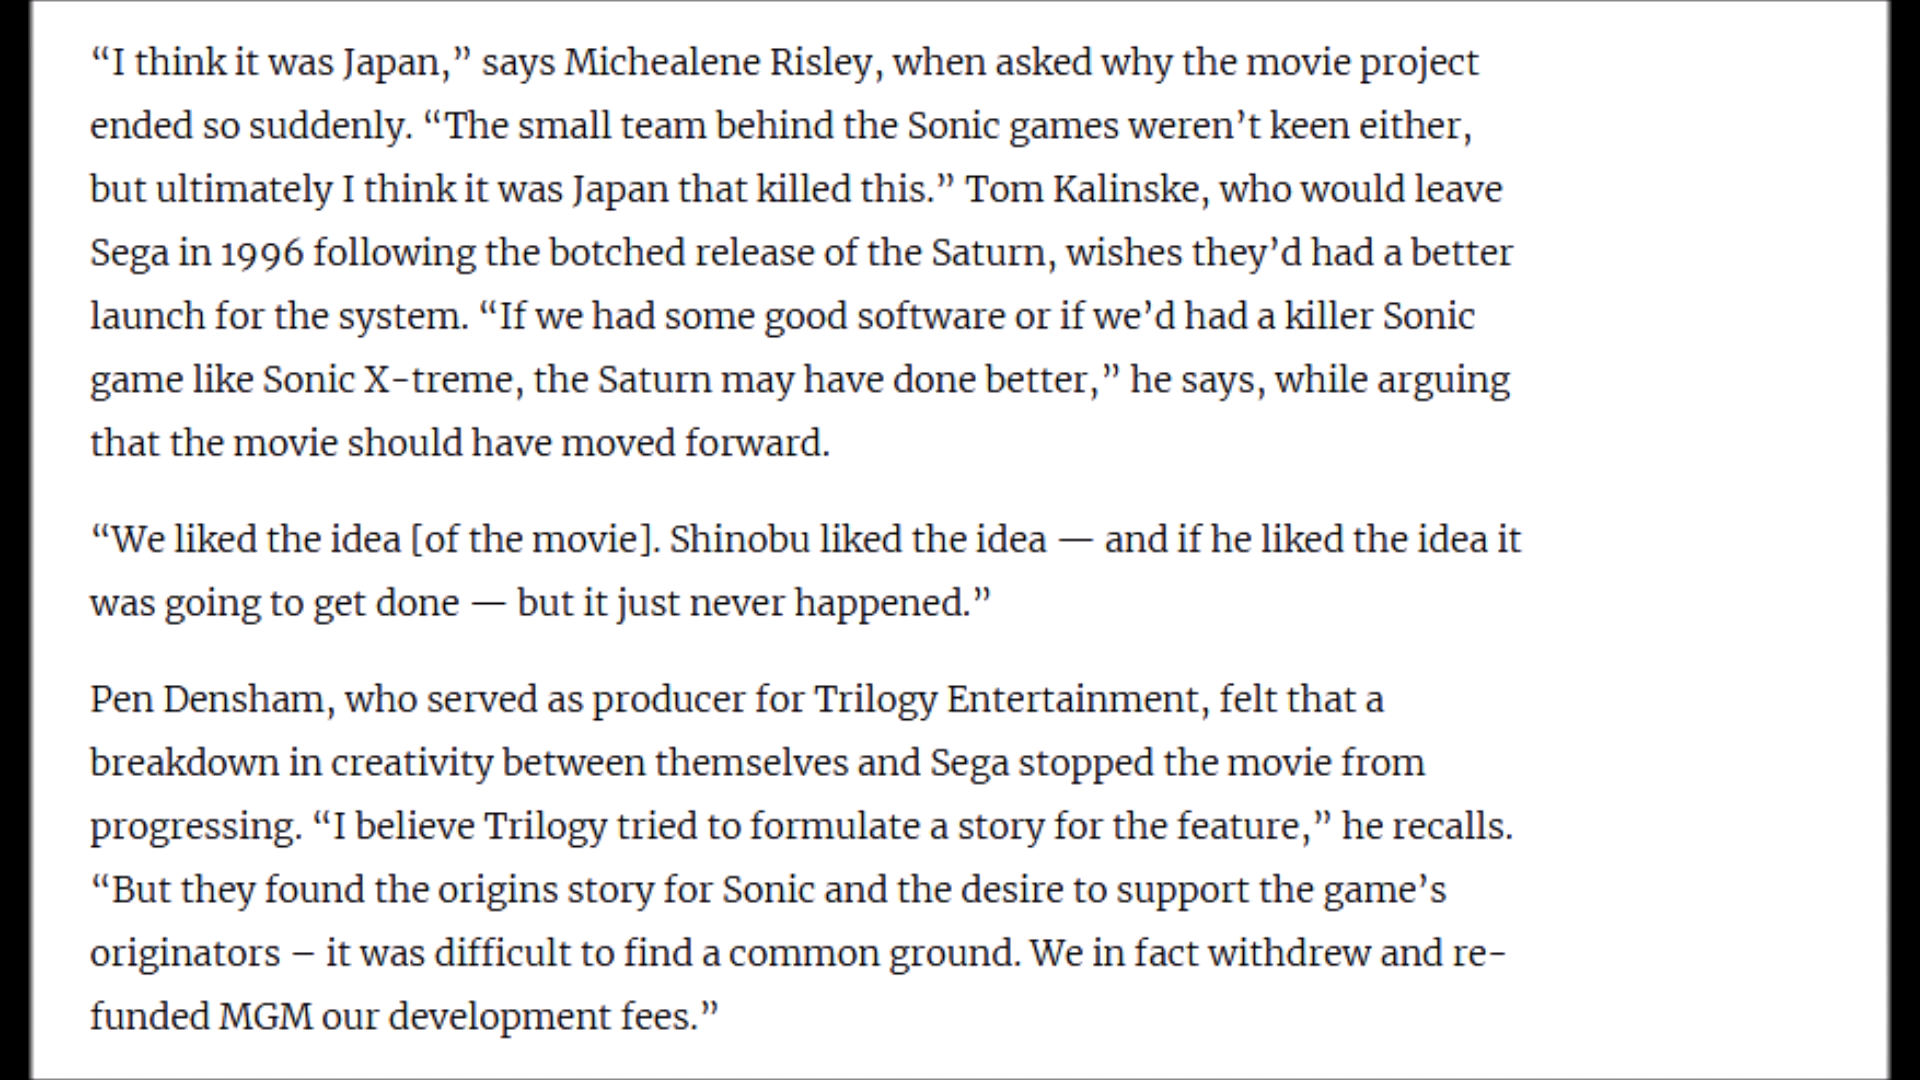 “I think it was Japan,” says Michealene Risley, when asked why the movie project
ended so suddenly. “The small team behind the Sonic games weren’t keen either,
but ultimately I think it was Japan that killed this.” Tom Kalinske, who would leave
Sega in 1996 following the botched release of the Saturn, wishes they’d had a better
launch for the system. “If we had some good software or if we’d had a killer Sonic
game like Sonic X-treme, the Saturn may have done better,” he says, while arguing
that the movie should have moved forward.
“We liked the idea [of the movie]. Shinobu liked the idea — and if he liked the idea it
was going to get done — but it just never happened.”
Pen Densham, who served as producer for Trilogy Entertainment, felt that a
breakdown in creativity between themselves and Sega stopped the movie from
progressing. “I believe Trilogy tried to formulate a story for the feature,” he recalls.
“But they found the origins story for Sonic and the desire to support the game’s
originators – it was difficult to find a common ground. We in fact withdrew and re-
funded MGM our development fees.”